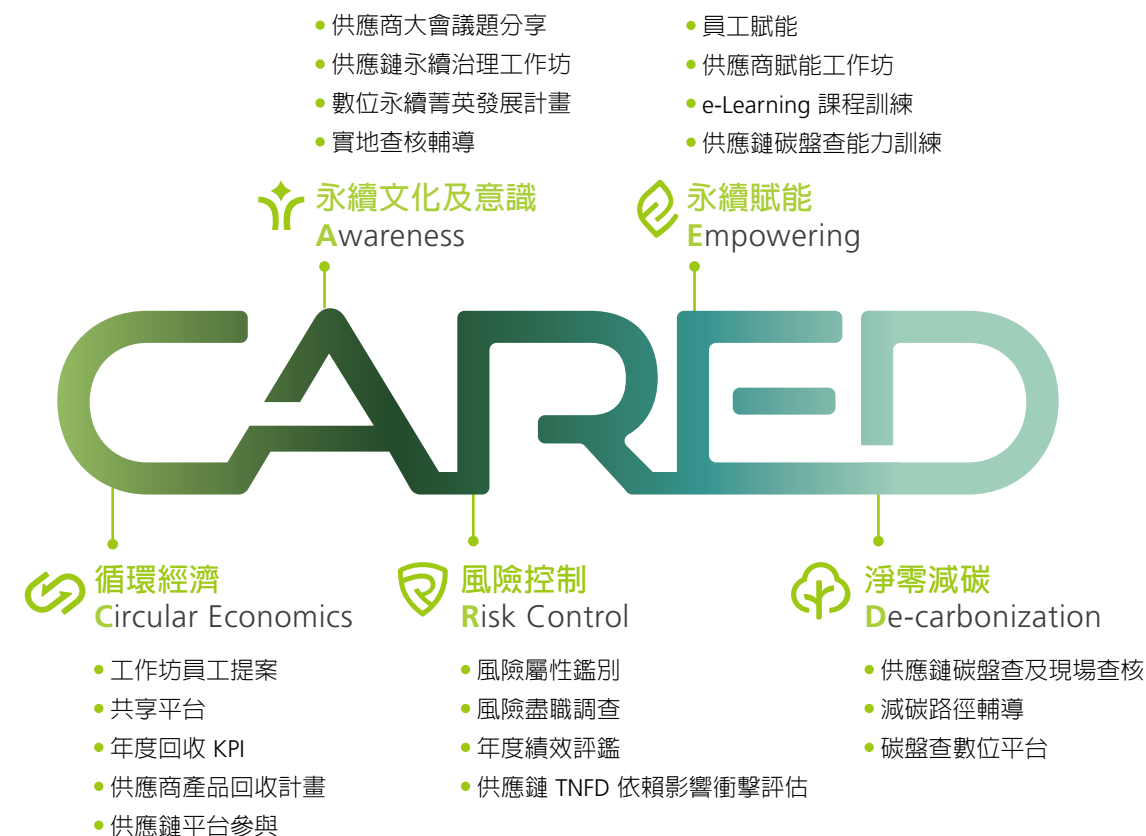 • 供應商大會議題分享
• 供應鏈永續治理工作坊
• 數位永續菁英發展計畫
• 實地查核輔導
永續文化及意識
Awareness
• 員工賦能
• 供應商賦能工作坊
• e-Learning 課程訓練
• 供應鏈碳盤查能力訓練
永續賦能
Empowering
CARED
循環經濟
Circular Economics
• 工作坊員工提案
• 共享平台
• 年度回收 KPI
• 供應商產品回收計畫
• 供應鏈平台參與
風險控制
Risk Control
• 風險屬性鑑別
• 風險盡職調查
• 年度績效評鑑
• 供應鏈 TNFD 依賴影響衝擊評估
淨零減碳
De-carbonization
• 供應鏈碳盤查及現場查核
• 減碳路徑輔導
• 碳盤查數位平台